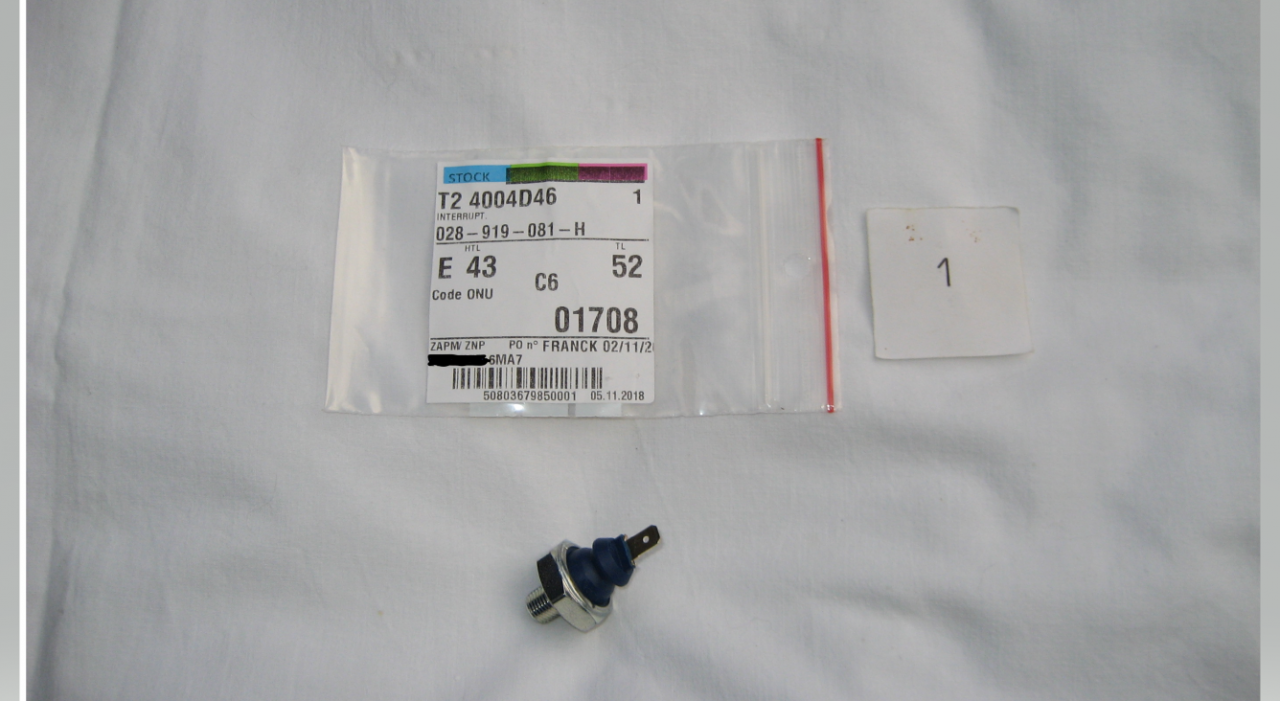 STOCK
T2 4004D46 1
INTERRUPT.
028-919-081-H
HTL TL
E 43 C6 52
Code ONU
01708
ZAPM/ZNP PO n° FRANCK 02/11/2
6MA7
50803679850001 05.11.2018
1